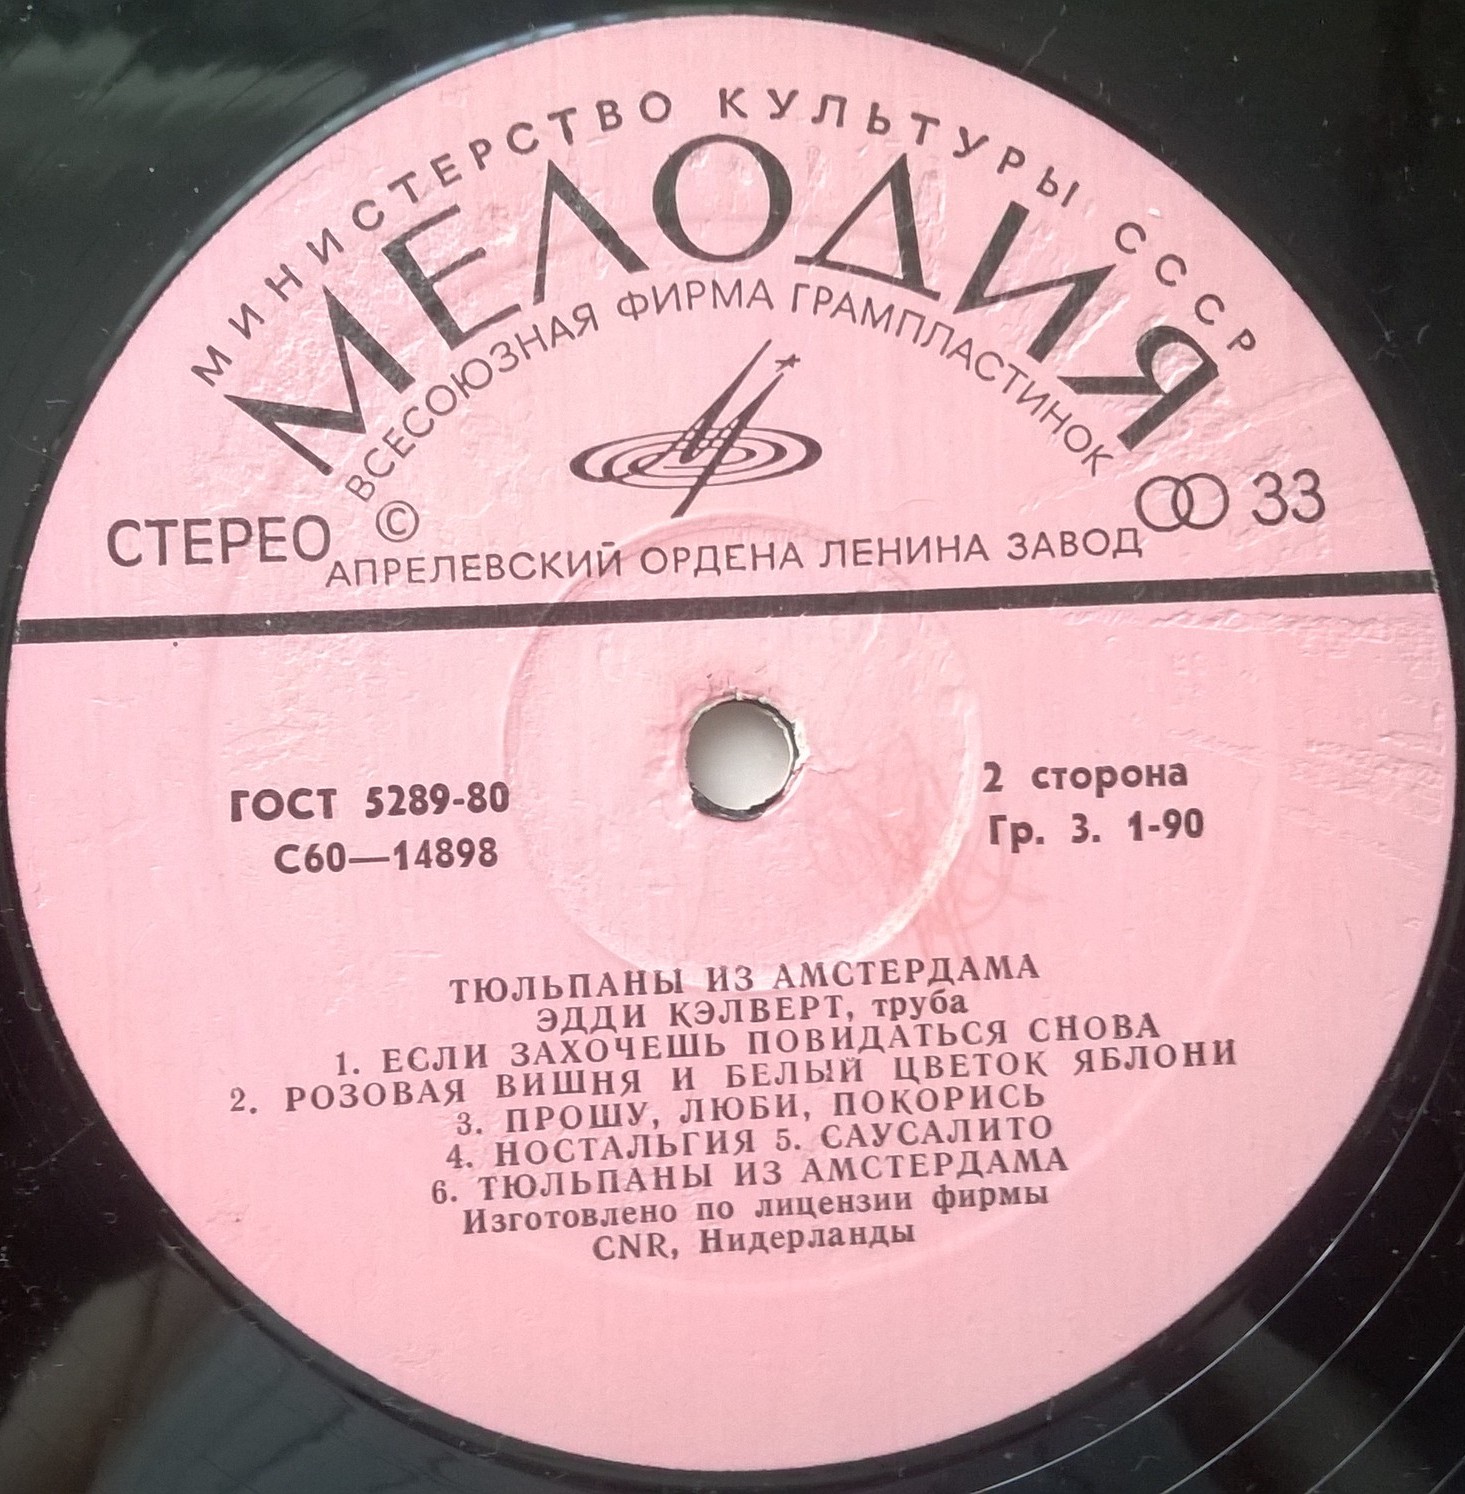 МИНИСТЕРСТВО КУЛЬТУРЫ СССР
МЕЛОДИЯ
ВСЕСОЮЗНАЯ ФИРМА ГРАМПЛАСТИНОК
СТЕРЕО © 33
АПРЕЛЕВСКИЙ ОРДЕНА ЛЕНИНА ЗАВОД
ГОСТ 5289-80
С60—14898
2 сторона
Гр. 3. 1-90
ТЮЛЬПАНЫ ИЗ АМСТЕРДАМА
ЭДДИ КЭЛВЕРТ, труба
1. ЕСЛИ ЗАХОЧЕШЬ ПОВИДАТЬСЯ СНОВА
2. РОЗОВАЯ ВИШНЯ И БЕЛЫЙ ЦВЕТОК ЯБЛОНИ
3. ПРОШУ, ЛЮБИ, ПОКОРИСЬ
4. НОСТАЛЬГИЯ 5. САУСАЛИТО
6. ТЮЛЬПАНЫ ИЗ АМСТЕРДАМА
Изготовлено по лицензии фирмы
CNR, Нидерланды